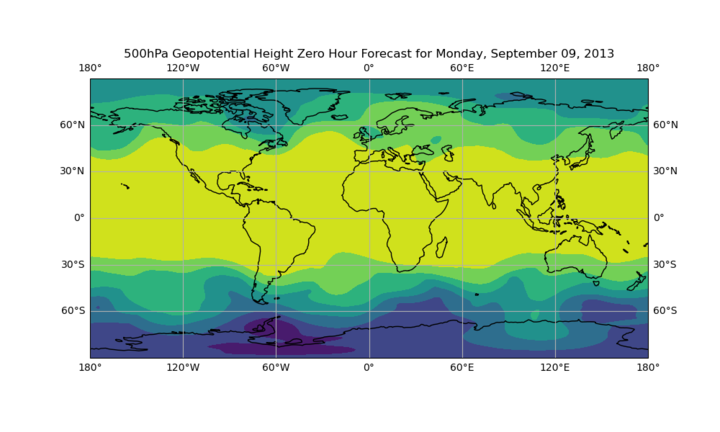 500hPa Geopotential Height Zero Hour Forecast for Monday, September 09, 2013
180° 120°W 60°W 0° 60°E 120°E 180°
60°N 60°N
30°N 30°N
0° 0°
30°S 30°S
60°S 60°S
180° 120°W 60°W 0° 60°E 120°E 180°